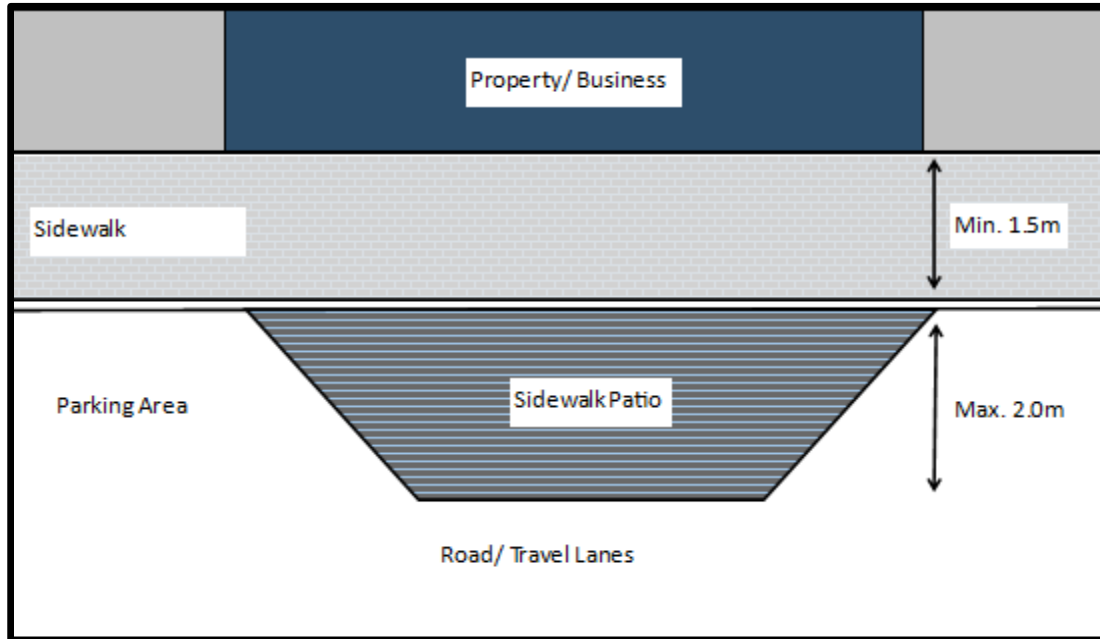 Property/ Business
Sidewalk
Min. 1.5m
Parking Area
Sidewalk Patio
Max. 2.0m
Road/ Travel Lanes